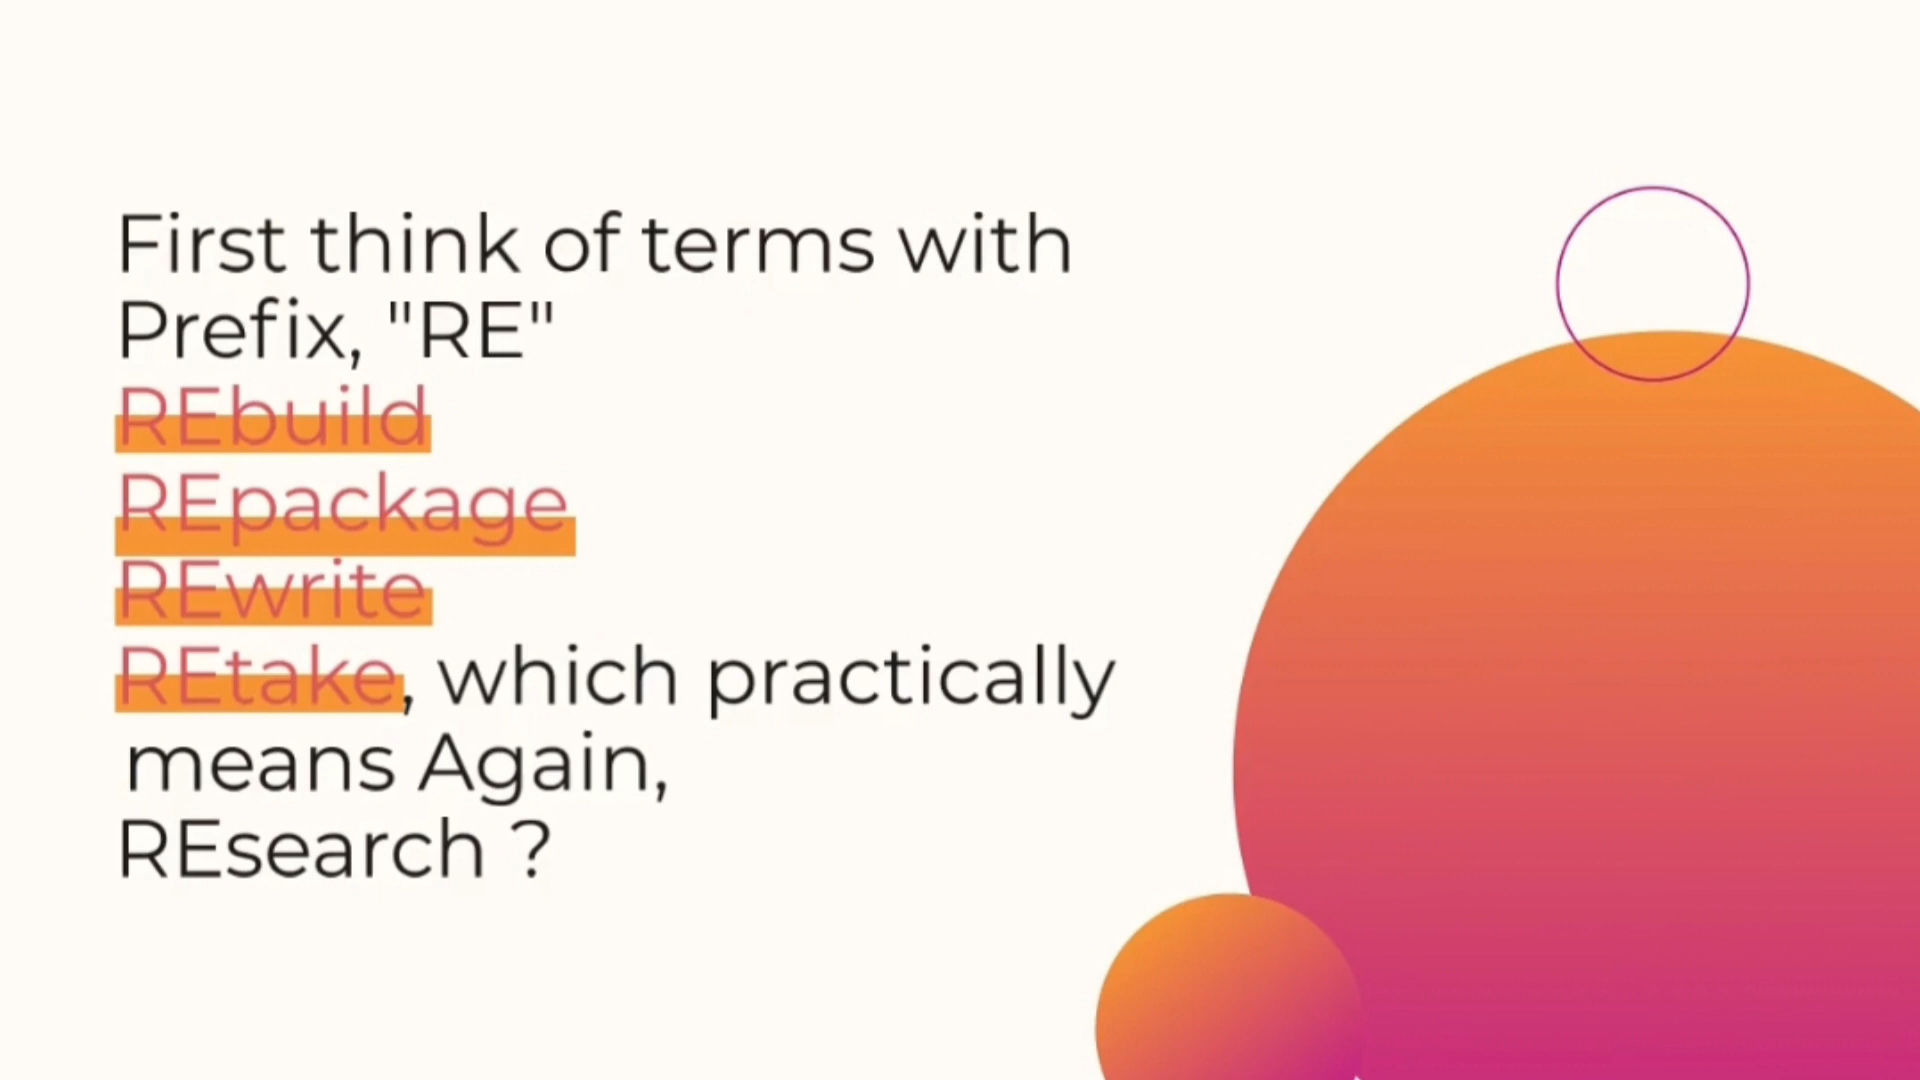 First think of terms with
Prefix, "RE"
REbuild
REpackage
REwrite
REtake, which practically
means Again,
REsearch ?